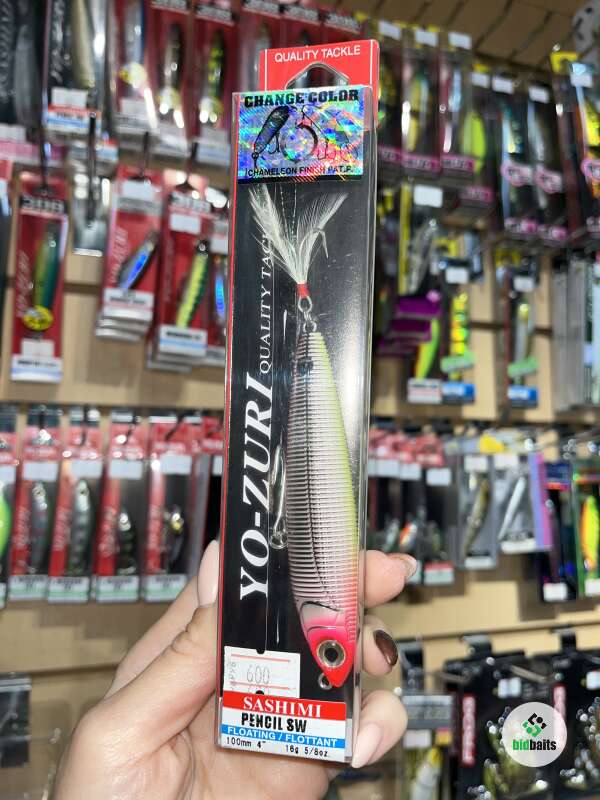 QUALITY TACKLE
CHANGE COLOR
CHAMELEON FINISH PAT.P.
YO-ZURI QUALITY TAC
600
SASHIMI
PENCIL SW
FLOATING / FLOTTANT
100mm 4" 16g 5/8oz.
bidbaits